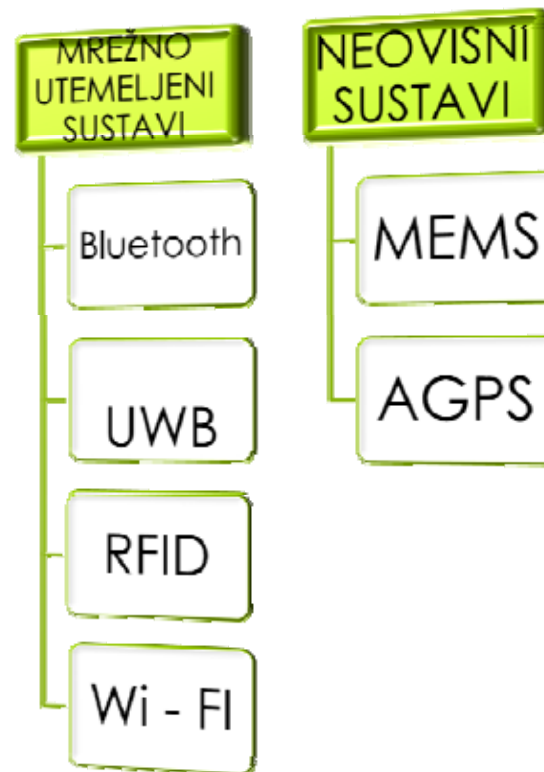 MREŽNO
UTEMELJENI
SUSTAVI
Bluetooth
UWB
RFID
Wi - FI
NEOVISNI
SUSTAVI
MEMS
AGPS